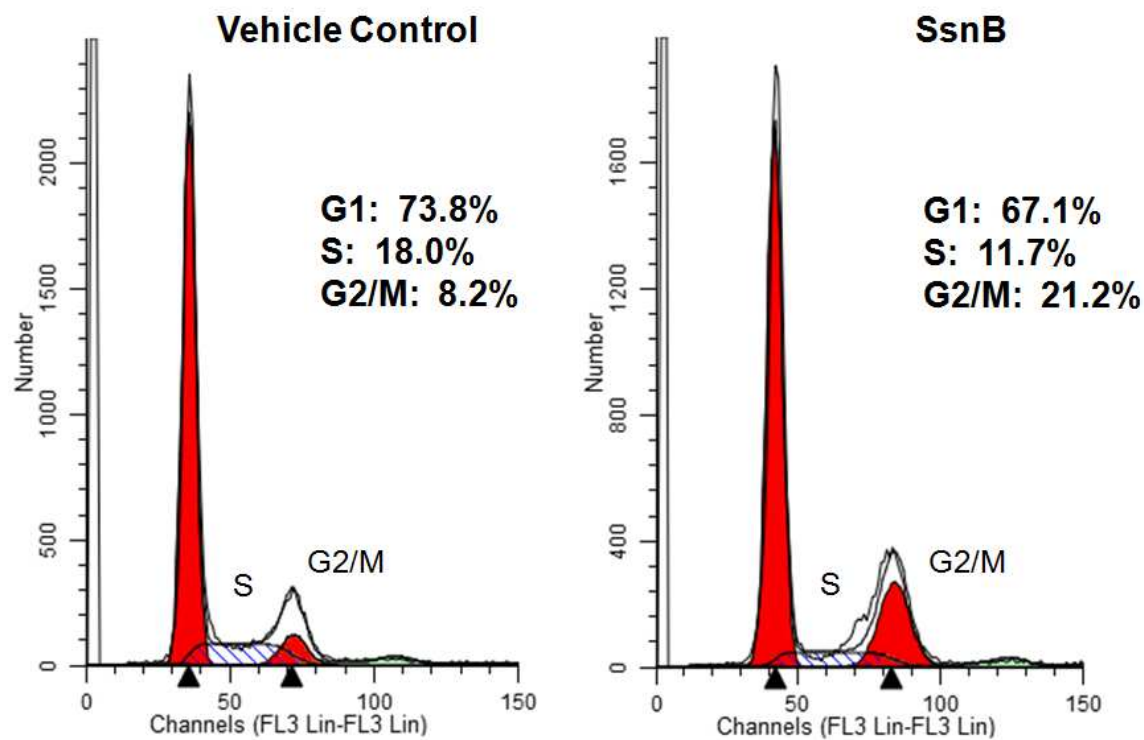 Vehicle Control
2000
1500
1000
500
0
Number
G1: 73.8%
S: 18.0%
G2/M: 8.2%
S
G2/M
0 50 100 150
Channels (FL3 Lin-FL3 Lin)
SsnB
1600
1200
800
400
0
Number
G1: 67.1%
S: 11.7%
G2/M: 21.2%
S
G2/M
0 50 100 150
Channels (FL3 Lin-FL3 Lin)